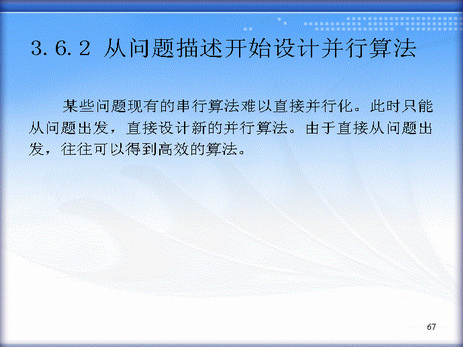 3.6.2 从问题描述开始设计并行算法
某些问题现有的串行算法难以直接并行化。此时只能
从问题出发，直接设计新的并行算法。由于直接从问题出
发，往往可以得到高效的算法。
67